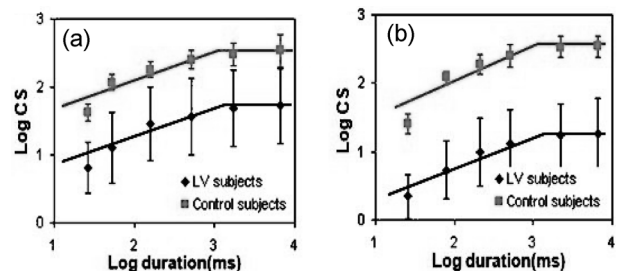 (a)
3
2
1
0
Log CS
LV subjects
Control subjects
1 2 3 4
Log duration(ms)
(b)
3
2
1
0
Log CS
LV subjects
Control subjects
1 2 3 4
Log duration(ms)